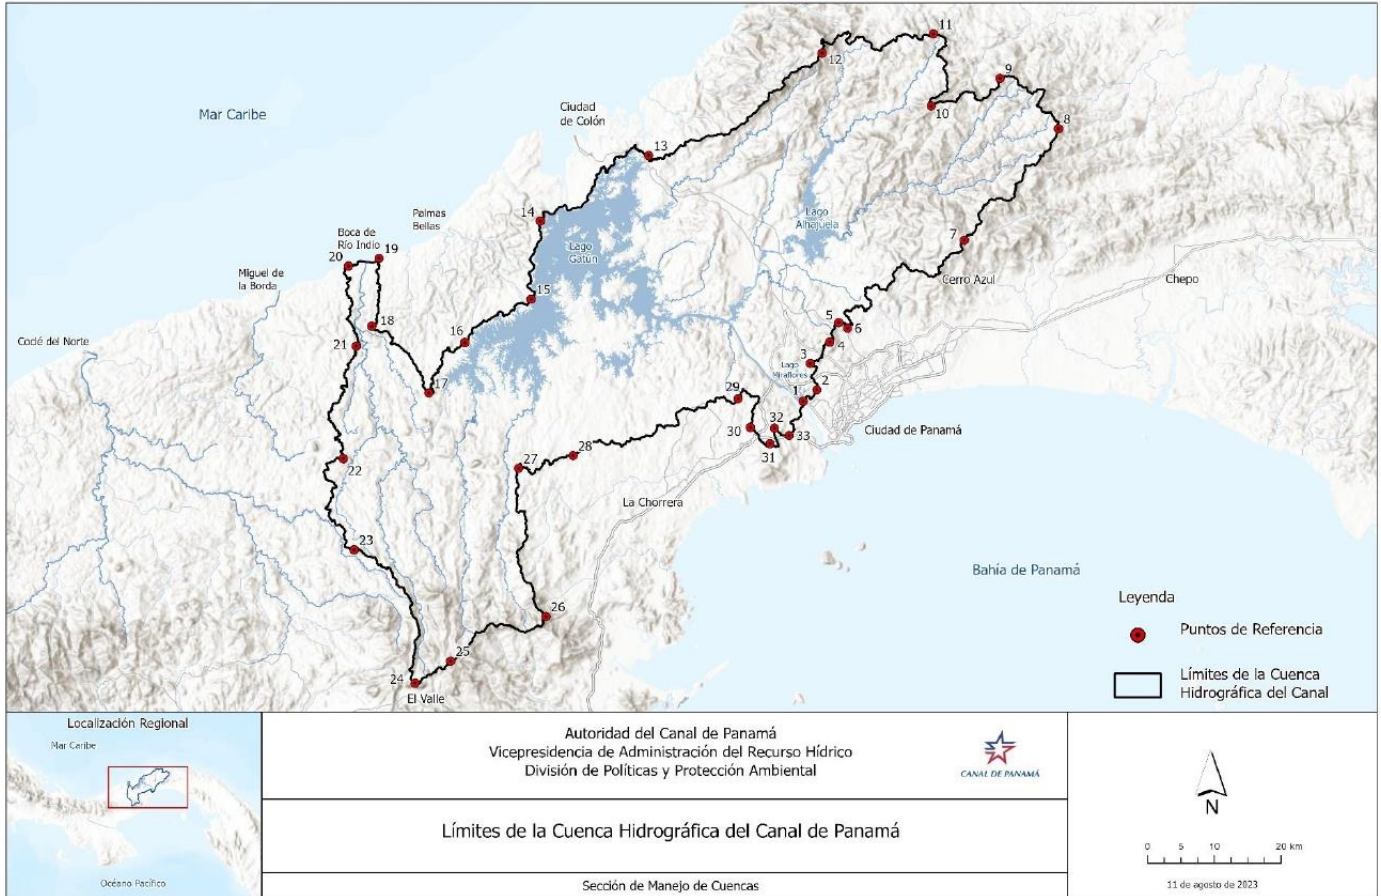 11
12
9
Mar Caribe
Ciudad
de Colón
10
8
13
14
Palmas
Bellas
Lago
Alhajuela
Boca de
Río Indio
19
20
Lago
Gatún
7
Miguel de
la Borda
Cerro Azul
Chepo
15
18
5
6
Coclé del Norte
21
16
4
3
Lago
Miraflores
17
29
1
2
30
32
33
Ciudad de Panamá
31
28
22
27
La Chorrera
23
Bahía de Panamá
26
25
24
El Valle
Leyenda
Puntos de Referencia
Límites de la Cuenca
Hidrográfica del Canal
Localización Regional
Mar Caribe
Océano Pacífico
Autoridad del Canal de Panamá
Vicepresidencia de Administración del Recurso Hídrico
División de Políticas y Protección Ambiental
CANAL DE PANAMÁ
Límites de la Cuenca Hidrográfica del Canal de Panamá
Sección de Manejo de Cuencas
N
0 5 10 20 km
11 de agosto de 2023